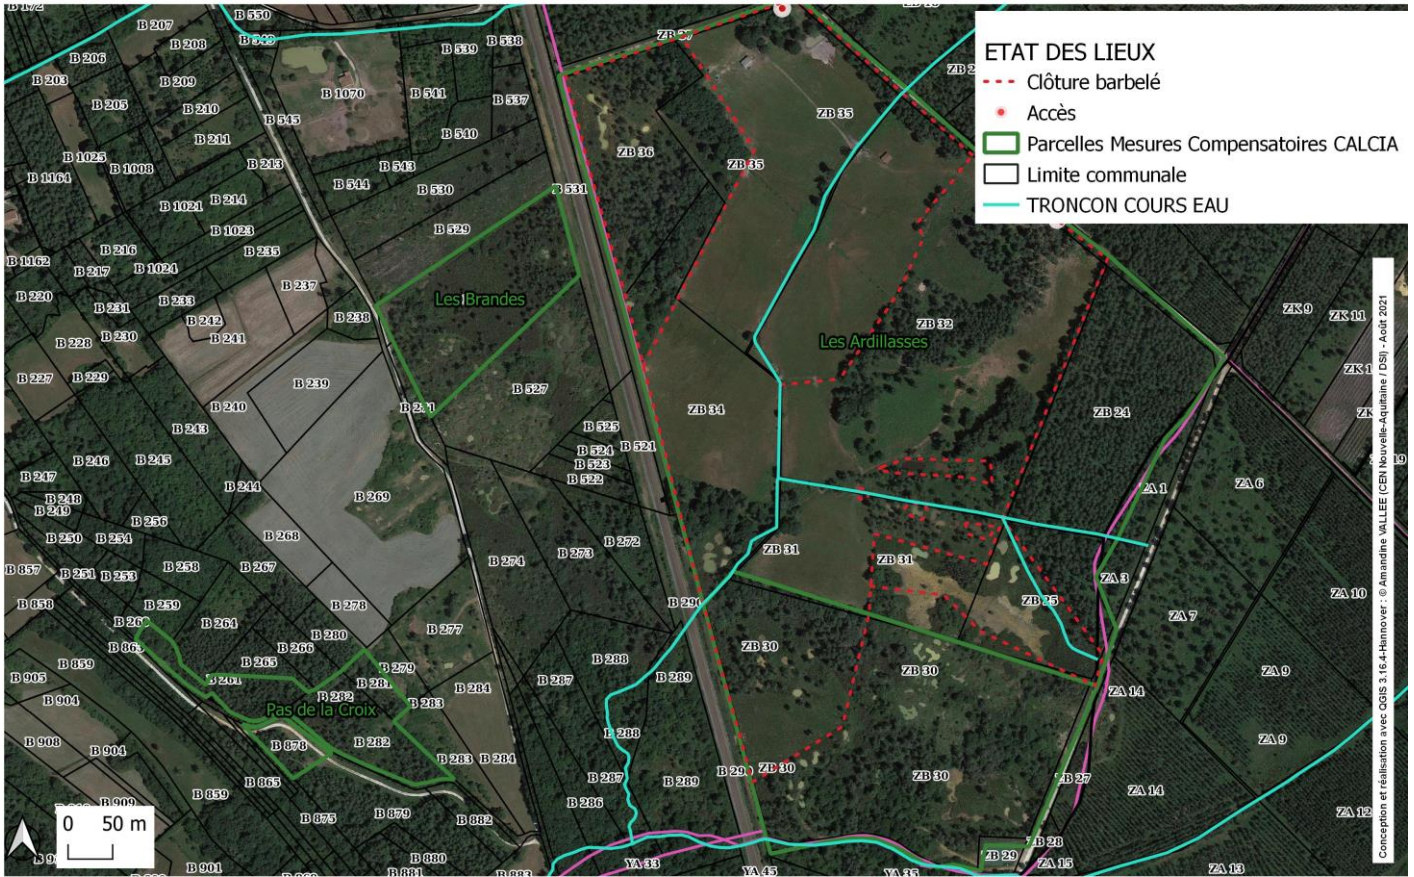 ETAT DES LIEUX
Clôture barbelé
Accès
Parcelles Mesures Compensatoires CALCIA
Limite communale
TRONCON COURS EAU
B 172
B 550
B 207
B 208
B 549
B 539
B 538
ZB 37
B 206
B 203
B 209
B 1070
B 541
B 537
B 205
B 210
B 545
ZB 35
B 211
B 540
B 1025
B 1008
B 213
B 543
ZB 36
ZB 35
B 1164
B 544
B 530
B 531
B 1021
B 214
B 1023
B 529
B 216
B 235
B 1162
B 217
B 1024
B 237
B 220
B 233
Les Brandes
B 231
B 242
B 238
ZK 9
ZK 11
B 230
B 241
ZB 32
B 228
Les Ardillasses
B 227
B 229
B 239
B 527
B 240
B 271
ZB 34
ZB 24
B 243
B 525
B 521
B 524
B 523
B 522
B 246
B 245
B 247
B 244
B 269
ZA 1
ZA 6
B 248
B 249
B 256
B 250
B 254
B 268
B 272
B 273
B 274
ZB 31
ZB 31
B 857
B 251
B 253
B 258
B 267
ZA 3
ZA 10
B 858
B 259
B 278
B 290
ZB 25
ZA 7
B 264
B 280
B 277
B 863
B 266
ZB 30
ZB 30
B 859
B 265
B 279
B 288
B 289
ZA 9
B 905
B 281
B 284
B 287
ZA 14
B 904
B 282
B 283
Pas de la Croix
B 288
B 908
B 904
B 878
B 282
ZA 9
B 283
B 284
B 865
B 287
B 289
B 290
ZB 30
ZB 30
ZB 27
B 859
B 286
ZA 14
B 909
B 875
B 879
B 882
ZA 12
B 880
ZB 28
ZB 29
B 901
B 881
B 883
YA 33
YA 45
YA 35
ZA 15
ZA 13
0 50 m
Conception et réalisation avec QGIS 3.16.4-Hannover : © Amandine VALLEE (CEN Nouvelle-Aquitaine / DSI) - Août 2021